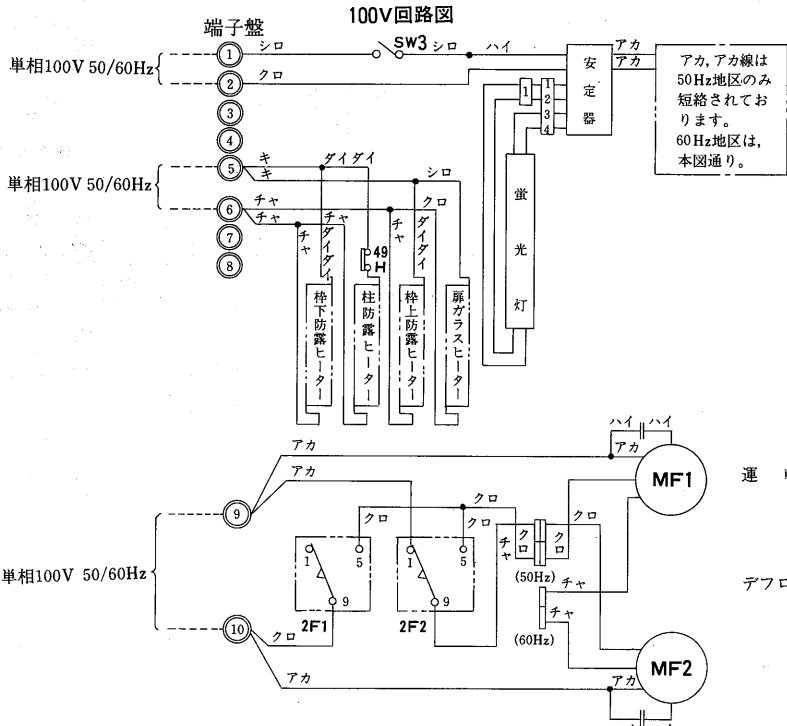 100V回路図
端子盤
単相100V 50/60Hz
1
シロ
SW3
シロ
ハイ
安定器
アカ
アカ
アカ, アカ線は
50Hz地区のみ
短絡されてお
ります。
60Hz地区は,
本図通り。
2
クロ
3
4
1
1
2
3
4
単相100V 50/60Hz
5
キ
キ
ダイダイ
シロ
6
チャ
チャ
チャ
クロ
7
8
チャ
ダイダイ
49
H
チャ
ダイダイ
蛍光灯
枠下防露ヒーター
柱防露ヒーター
枠上防露ヒーター
扉ガラスヒーター
ハイ
ハイ
アカ
アカ
MF1
運
アカ
9
クロ
クロ
クロ
チャ
クロ
クロ
単相100V 50/60Hz
1
5
9
2F1
1
5
9
2F2
(50Hz)
チャ
チャ
(60Hz)
デフロ
10
クロ
アカ
アカ
MF2